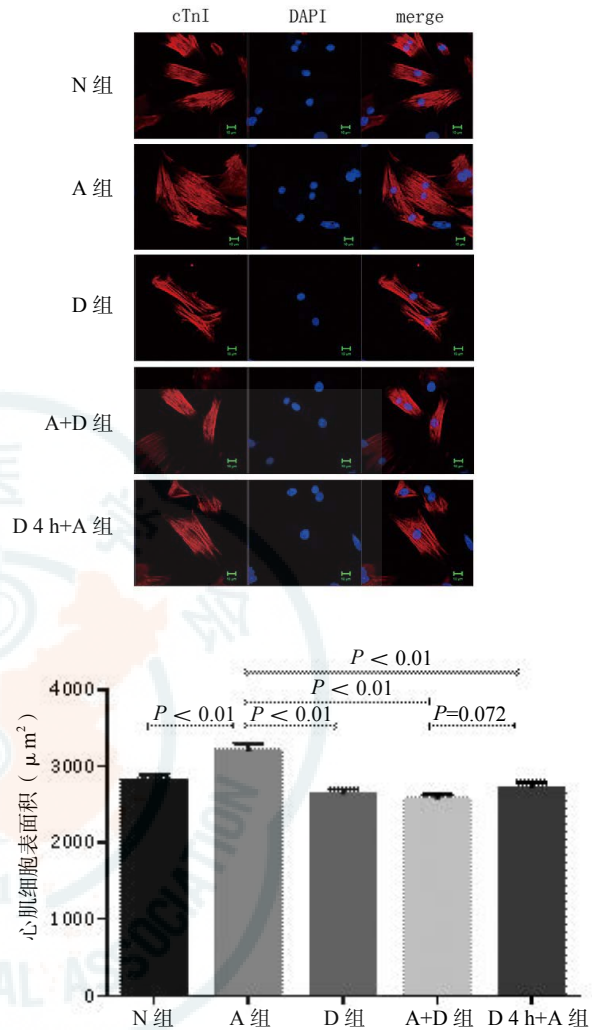 cTnI DAPI merge
N 组
A 组
D 组
A+D 组
D 4 h+A 组
P < 0.01
P < 0.01
P < 0.01 P < 0.01 P=0.072
4000
3000
2000
1000
0
心肌细胞表面积（μm²）
N 组 A 组 D 组 A+D 组 D 4 h+A 组
AL ASSOCIATION